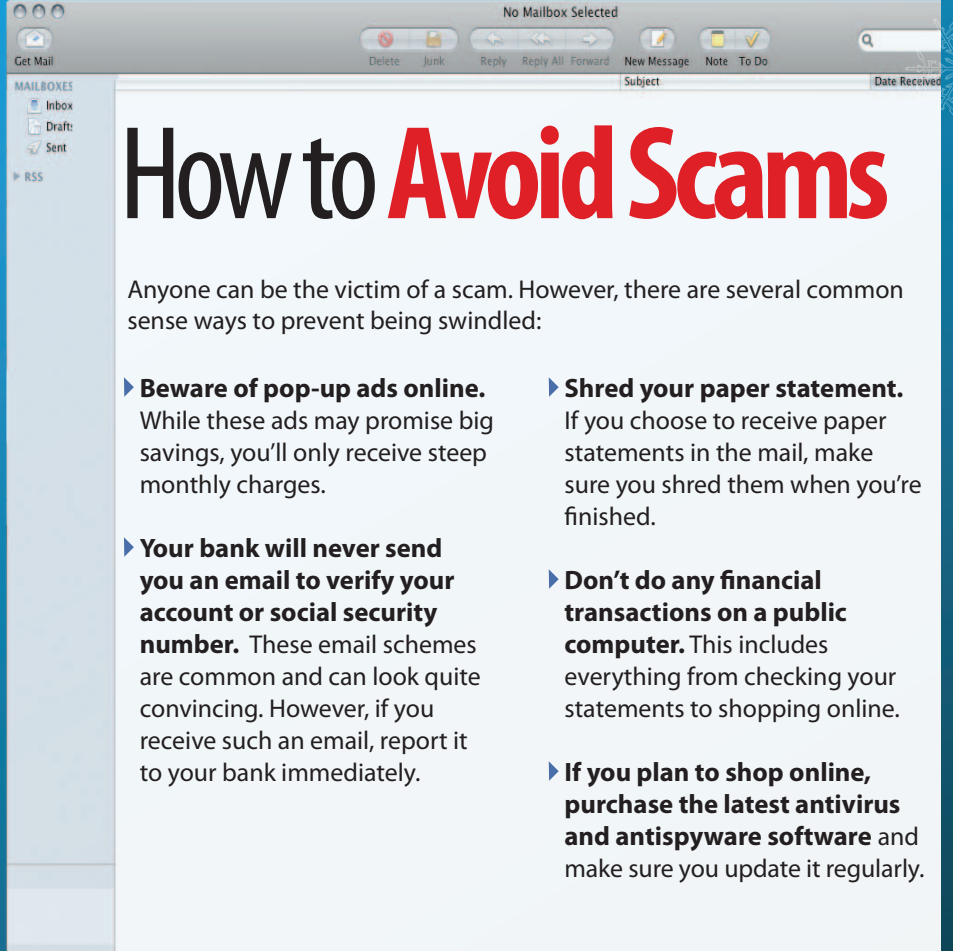 No Mailbox Selected
Get Mail
Delete
Junk
Reply
Reply All
Forward
New Message
Note
To Do
Subject
Date Received
MAILBOXES
Inbox
Draft:
Sent
RSS
How to Avoid Scams
Anyone can be the victim of a scam. However, there are several common
sense ways to prevent being swindled:
Beware of pop-up ads online.
While these ads may promise big
savings, you’ll only receive steep
monthly charges.
Your bank will never send
you an email to verify your
account or social security
number.  These email schemes
are common and can look quite
convincing. However, if you
receive such an email, report it
to your bank immediately.
Shred your paper statement.
If you choose to receive paper
statements in the mail, make
sure you shred them when you’re
finished.
Don’t do any financial
transactions on a public
computer. This includes
everything from checking your
statements to shopping online.
If you plan to shop online,
purchase the latest antivirus
and antispyware software and
make sure you update it regularly.